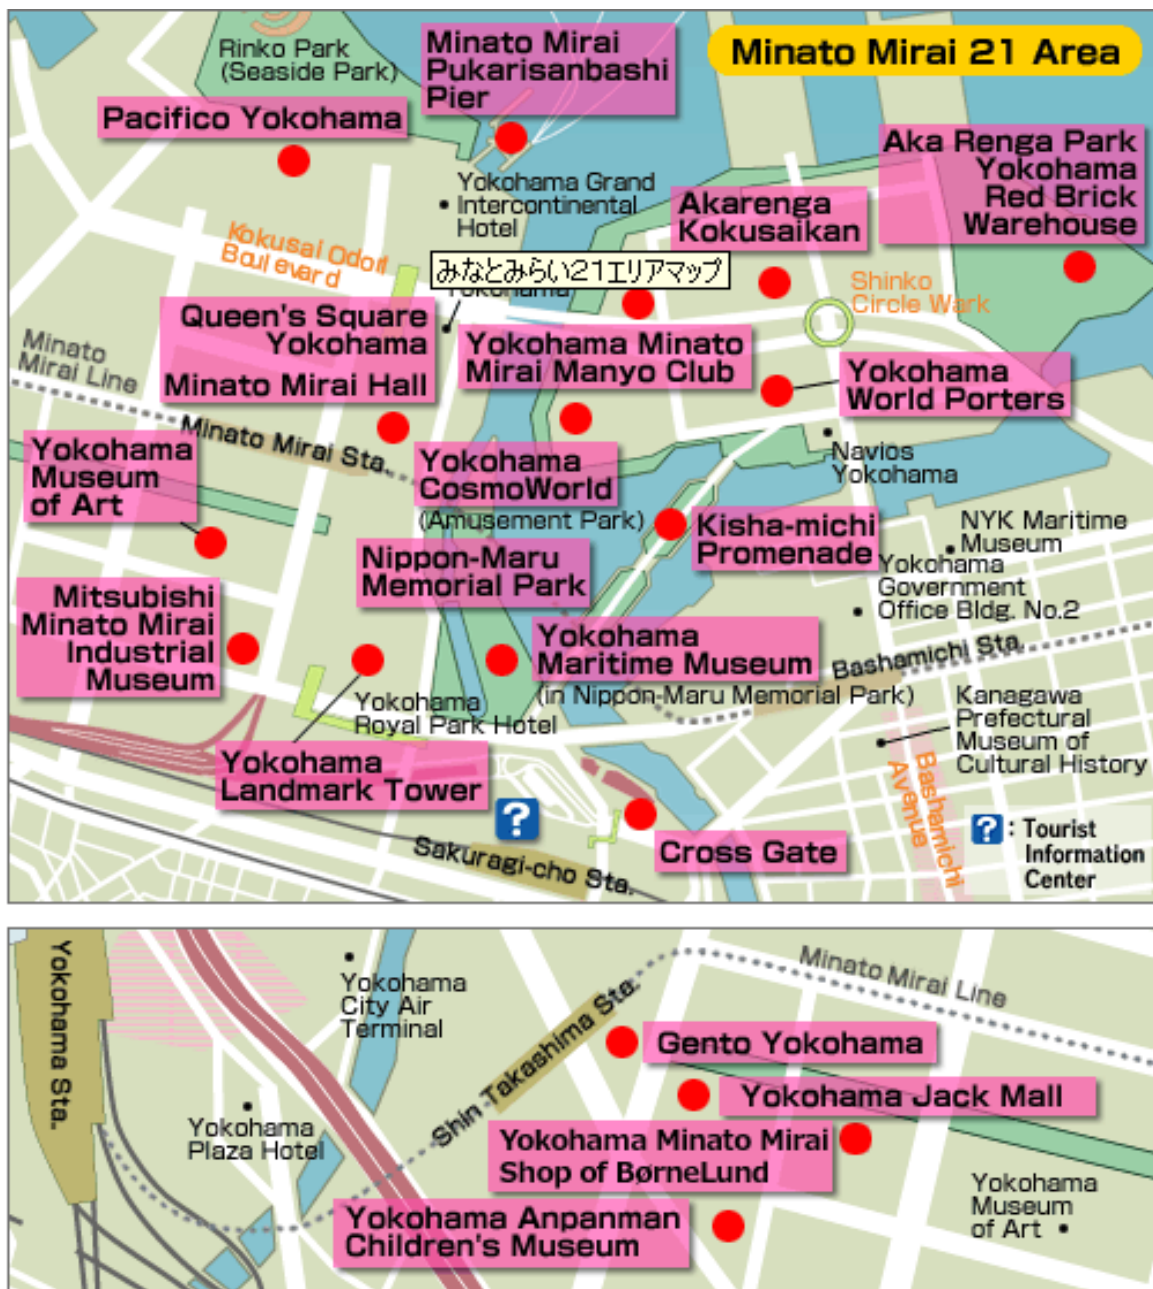 Rinko Park
(Seaside Park)
Minato Mirai
Pukarisanbashi
Pier
Minato Mirai 21 Area
Pacifico Yokohama
Aka Renga Park
Yokohama
Red Brick
Warehouse
Yokohama Grand
Intercontinental
Hotel
Akarenga
Kokusaikan
Kokusai Odori
Boulevard
みなとみらい21エリアマップ
Yokohama
Shinko
Circle Wark
Queen's Square
Yokohama
Minato Mirai Hall
Yokohama Minato
Mirai Manyo Club
Minato
Mirai Line
Yokohama
World Porters
Minato Mirai Sta.
Yokohama
Museum
of Art
Yokohama
CosmoWorld
(Amusement Park)
Navios
Yokohama
Kisha-michi
Promenade
NYK Maritime
Museum
Nippon-Maru
Memorial Park
Yokohama
Government
Office Bldg. No.2
Mitsubishi
Minato Mirai
Industrial
Museum
Yokohama
Maritime Museum
(in Nippon-Maru Memorial Park)
Bashamichi Sta.
Yokohama
Royal Park Hotel
Kanagawa
Prefectural
Museum of
Cultural History
Yokohama
Landmark Tower
Bashamichi
Avenue
?
Sakuragi-cho Sta.
Cross Gate
? : Tourist
Information
Center
Yokohama Sta.
Yokohama
City Air
Terminal
Shin Takashima Sta.
Minato Mirai Line
Gento Yokohama
Yokohama Jack Mall
Yokohama
Plaza Hotel
Yokohama Minato Mirai
Shop of BørneLund
Yokohama
Museum
of Art
Yokohama Anpanman
Children's Museum